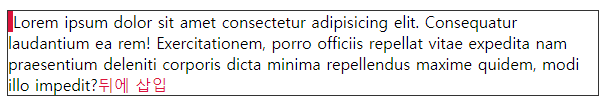 Lorem ipsum dolor sit amet consectetur adipisicing elit. Consequatur
laudantium ea rem! Exercitationem, porro officiis repellat vitae expedita nam
praesentium deleniti corporis dicta minima repellendus maxime quidem, modi
illo impedit?뒤에 삽입